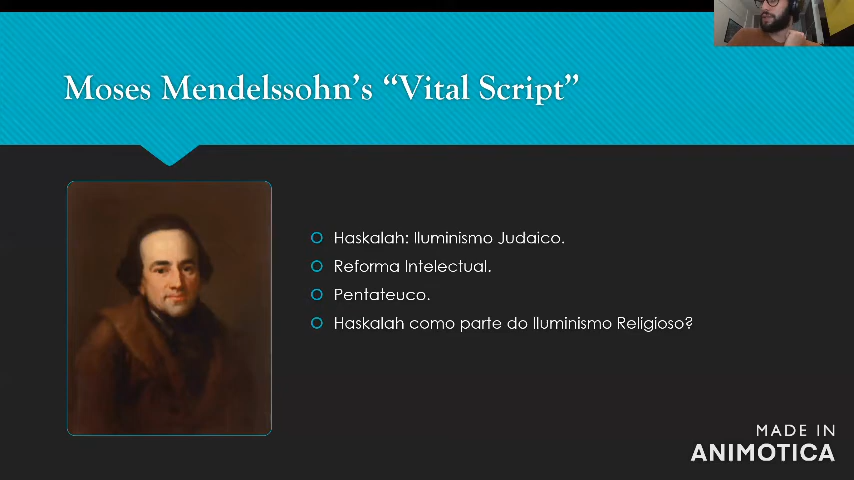 Moses Mendelssohn’s “Vital Script”
Haskalah: Iluminismo Judaico.
Reforma Intelectual.
Pentateuco.
Haskalah como parte do Iluminismo Religioso?
MADE IN
ANIMOTICA